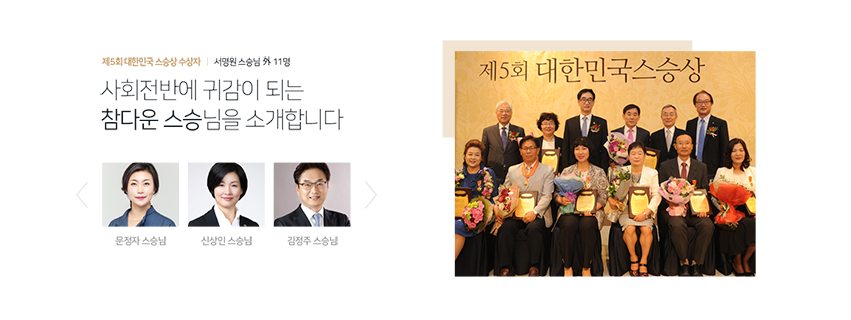 제5회 대한민국 스승상 수상자 | 서명원 스승님 外 11명
사회전반에 귀감이 되는
참다운 스승님을 소개합니다
문정자 스승님
신상인 스승님
김정주 스승님
제5회 대한민국스승상